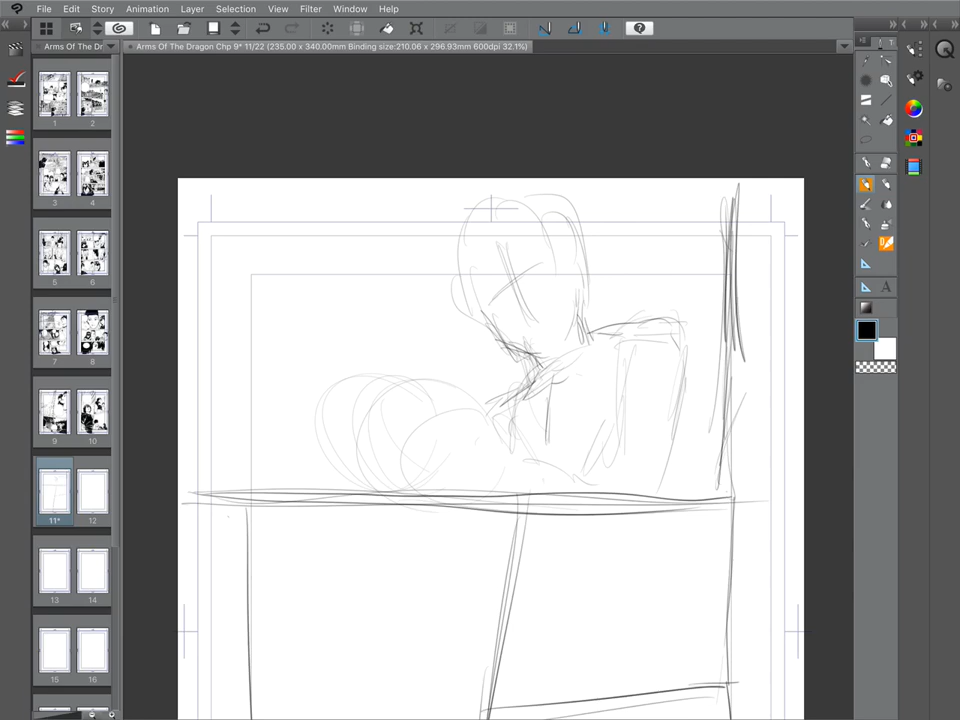 File Edit Story Animation Layer Selection View Filter Window Help
Arms Of The Dr
Arms Of The Dragon Chp 9* 11/22 (235.00 x 340.00mm Binding size:210.06 x 296.93mm 600dpi 32.1%)
1 2
3 4
5 6
7 8
9 10
11* 12
13 14
15 16
T
A